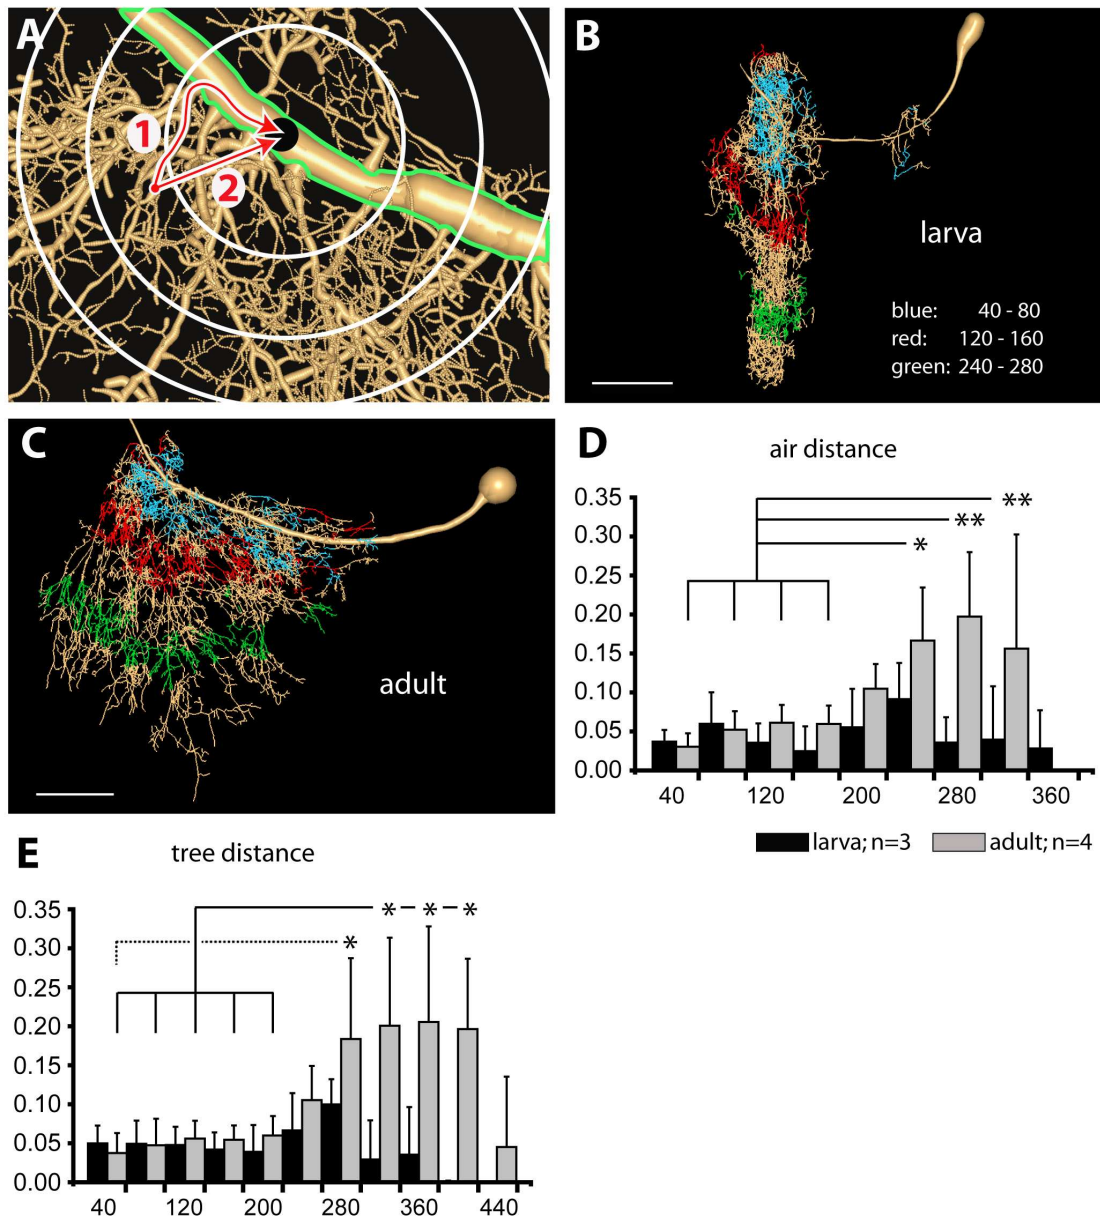 A
1
2
B
larva
blue: 40 - 80
red: 120 - 160
green: 240 - 280
C
adult
D
air distance
0.35
0.30
0.25
0.20
0.15
0.10
0.05
0.00
**
**
*
40 120 200 280 360
larva; n=3 adult; n=4
E
tree distance
0.35
0.30
0.25
0.20
0.15
0.10
0.05
0.00
* * *
*
40 120 200 280 360 440